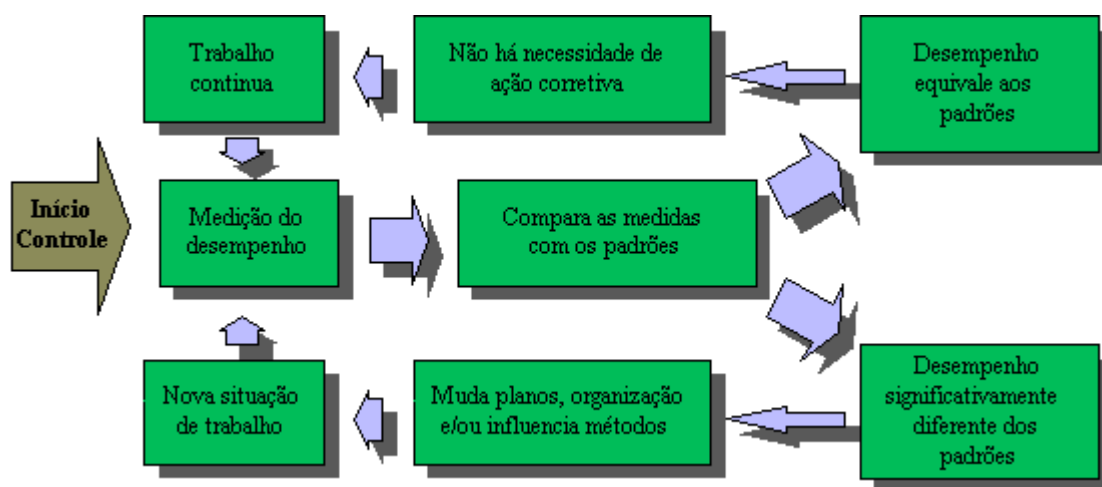 Trabalho
continua
Não há necessidade de
ação corretiva
Desempenho
equivale aos
padrões
Início
Controle
Medição do
desempenho
Compara as medidas
com os padrões
Nova situação
de trabalho
Muda planos, organização
e/ou influencia métodos
Desempenho
significativamente
diferente dos
padrões